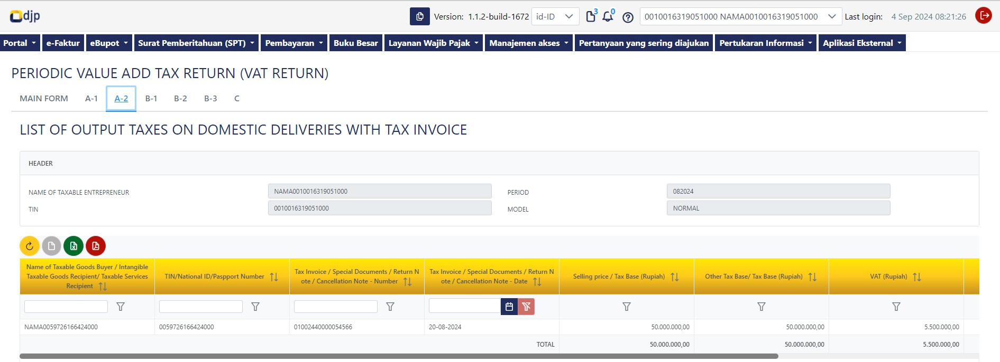 djp
Version: 1.1.2-build-1672
id-ID
3
0
0010016319051000 NAMA0010016319051000
Last login: 4 Sep 2024 08:21:26
Portal
e-Faktur
eBupot
Surat Pemberitahuan (SPT)
Pembayaran
Buku Besar
Layanan Wajib Pajak
Manajemen akses
Pertanyaan yang sering diajukan
Pertukaran Informasi
Aplikasi Eksternal
PERIODIC VALUE ADD TAX RETURN (VAT RETURN)
MAIN FORM
A-1
A-2
B-1
B-2
B-3
C
LIST OF OUTPUT TAXES ON DOMESTIC DELIVERIES WITH TAX INVOICE
HEADER
NAME OF TAXABLE ENTREPRENEUR
NAMA0010016319051000
PERIOD
082024
TIN
0010016319051000
MODEL
NORMAL
Name of Taxable Goods Buyer / Intangible
Taxable Goods Recipient/ Taxable Services
Recipient
TIN/National ID/Paspport Number
Tax Invoice / Special Documents / Return N
ote / Cancellation Note - Number
Tax Invoice / Special Documents / Return N
ote / Cancellation Note - Date
Selling price / Tax Base (Rupiah)
Other Tax Base/ Tax Base (Rupiah)
VAT (Rupiah)
NAMA0059726166424000
0059726166424000
01002440000054566
20-08-2024
50.000.000,00
50.000.000,00
5.500.000,00
TOTAL
50.000.000,00
50.000.000,00
5.500.000,00